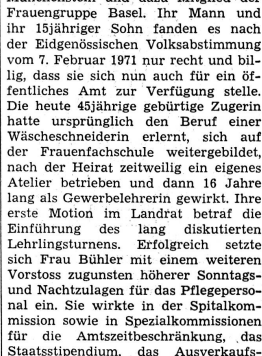 Münchenstein und dazu Mitglied der
Frauengruppe Basel. Ihr Mann und
ihr 15jähriger Sohn fanden es nach
der Eidgenössischen Volksabstimmung
vom 7. Februar 1971 nur recht und bil-
lig, dass sie sich nun auch für ein öf-
fentliches Amt zur Verfügung stelle.
Die heute 45jährige gebürtige Zugerin
hatte ursprünglich den Beruf einer
Wäscheschneiderin erlernt, sich auf
der Frauenfachschule weitergebildet,
nach der Heirat zeitweilig ein eigenes
Atelier betrieben und dann 16 Jahre
lang als Gewerbelehrerin gewirkt. Ihre
erste Motion im Landrat betraf die
Einführung des lang diskutierten
Lehrlingsturnens. Erfolgreich setzte
sich Frau Bühler mit einem weiteren
Vorstoss zugunsten höherer Sonntags-
und Nachtzulagen für das Pflegeperso-
nal ein. Sie wirkte in der Spitalkom-
mission sowie in Spezialkommissionen
für die Amtszeitbeschränkung, das
Staatsstipendium, das Ausverkaufs-